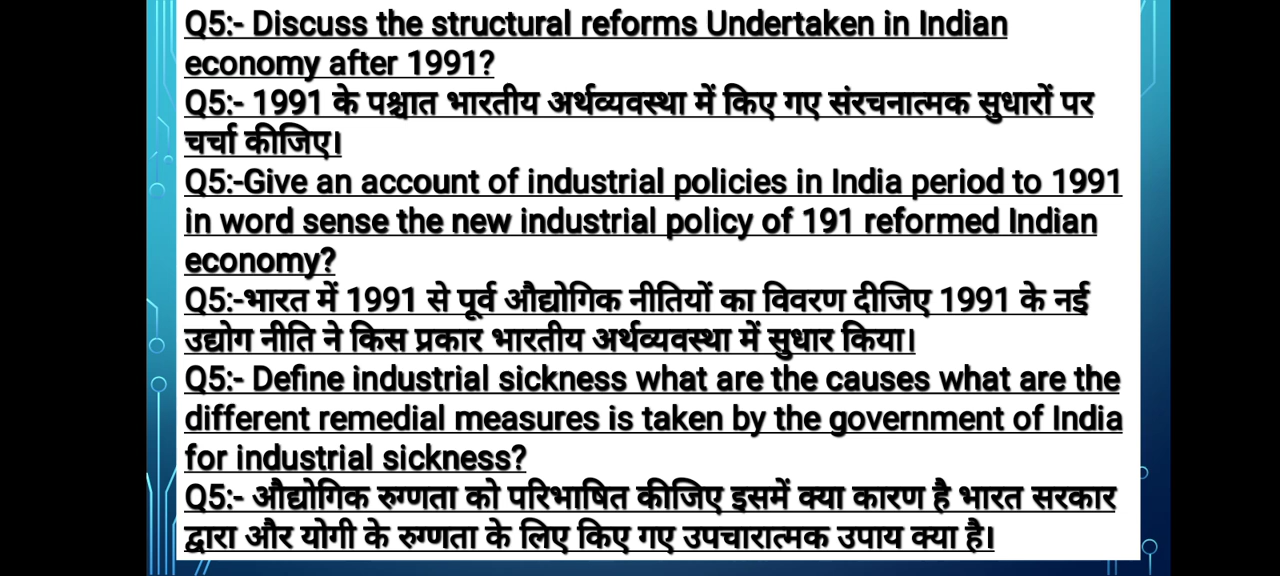 Q5:- Discuss the structural reforms Undertaken in Indian
economy after 1991?
Q5:- 1991 के पश्चात भारतीय अर्थव्यवस्था में किए गए संरचनात्मक सुधारों पर
चर्चा कीजिए।
Q5:-Give an account of industrial policies in India period to 1991
in word sense the new industrial policy of 191 reformed Indian
economy?
Q5:-भारत में 1991 से पूर्व औद्योगिक नीतियों का विवरण दीजिए 1991 के नई
उद्योग नीति ने किस प्रकार भारतीय अर्थव्यवस्था में सुधार किया।
Q5:- Define industrial sickness what are the causes what are the
different remedial measures is taken by the government of India
for industrial sickness?
Q5:- औद्योगिक रुग्णता को परिभाषित कीजिए इसमें क्या कारण है भारत सरकार
द्वारा और योगी के रुग्णता के लिए किए गए उपचारात्मक उपाय क्या है।